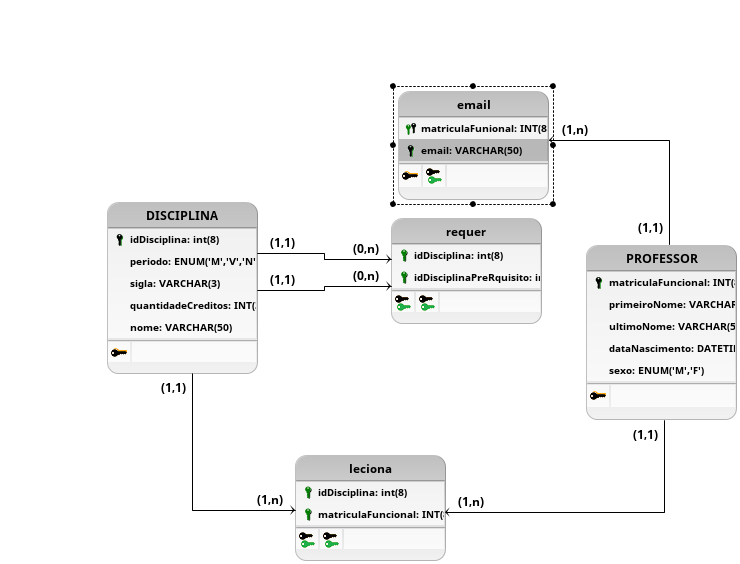 email
matriculaFunional: INT(8
email: VARCHAR(50)
(1,n)
(1,1)
DISCIPLINA
idDisciplina: int(8)
periodo: ENUM('M','V','N'
sigla: VARCHAR(3)
quantidadeCreditos: INT(
nome: VARCHAR(50)
(1,1)
(0,n)
(1,1)
(0,n)
requer
idDisciplina: int(8)
idDisciplinaPreRquisito: i
PROFESSOR
matriculaFuncional: INT(
primeiroNome: VARCHAR
ultimoNome: VARCHAR(5
dataNascimento: DATETI
sexo: ENUM('M','F')
(1,1)
(1,1)
(1,n)
(1,n)
leciona
idDisciplina: int(8)
matriculaFuncional: INT(